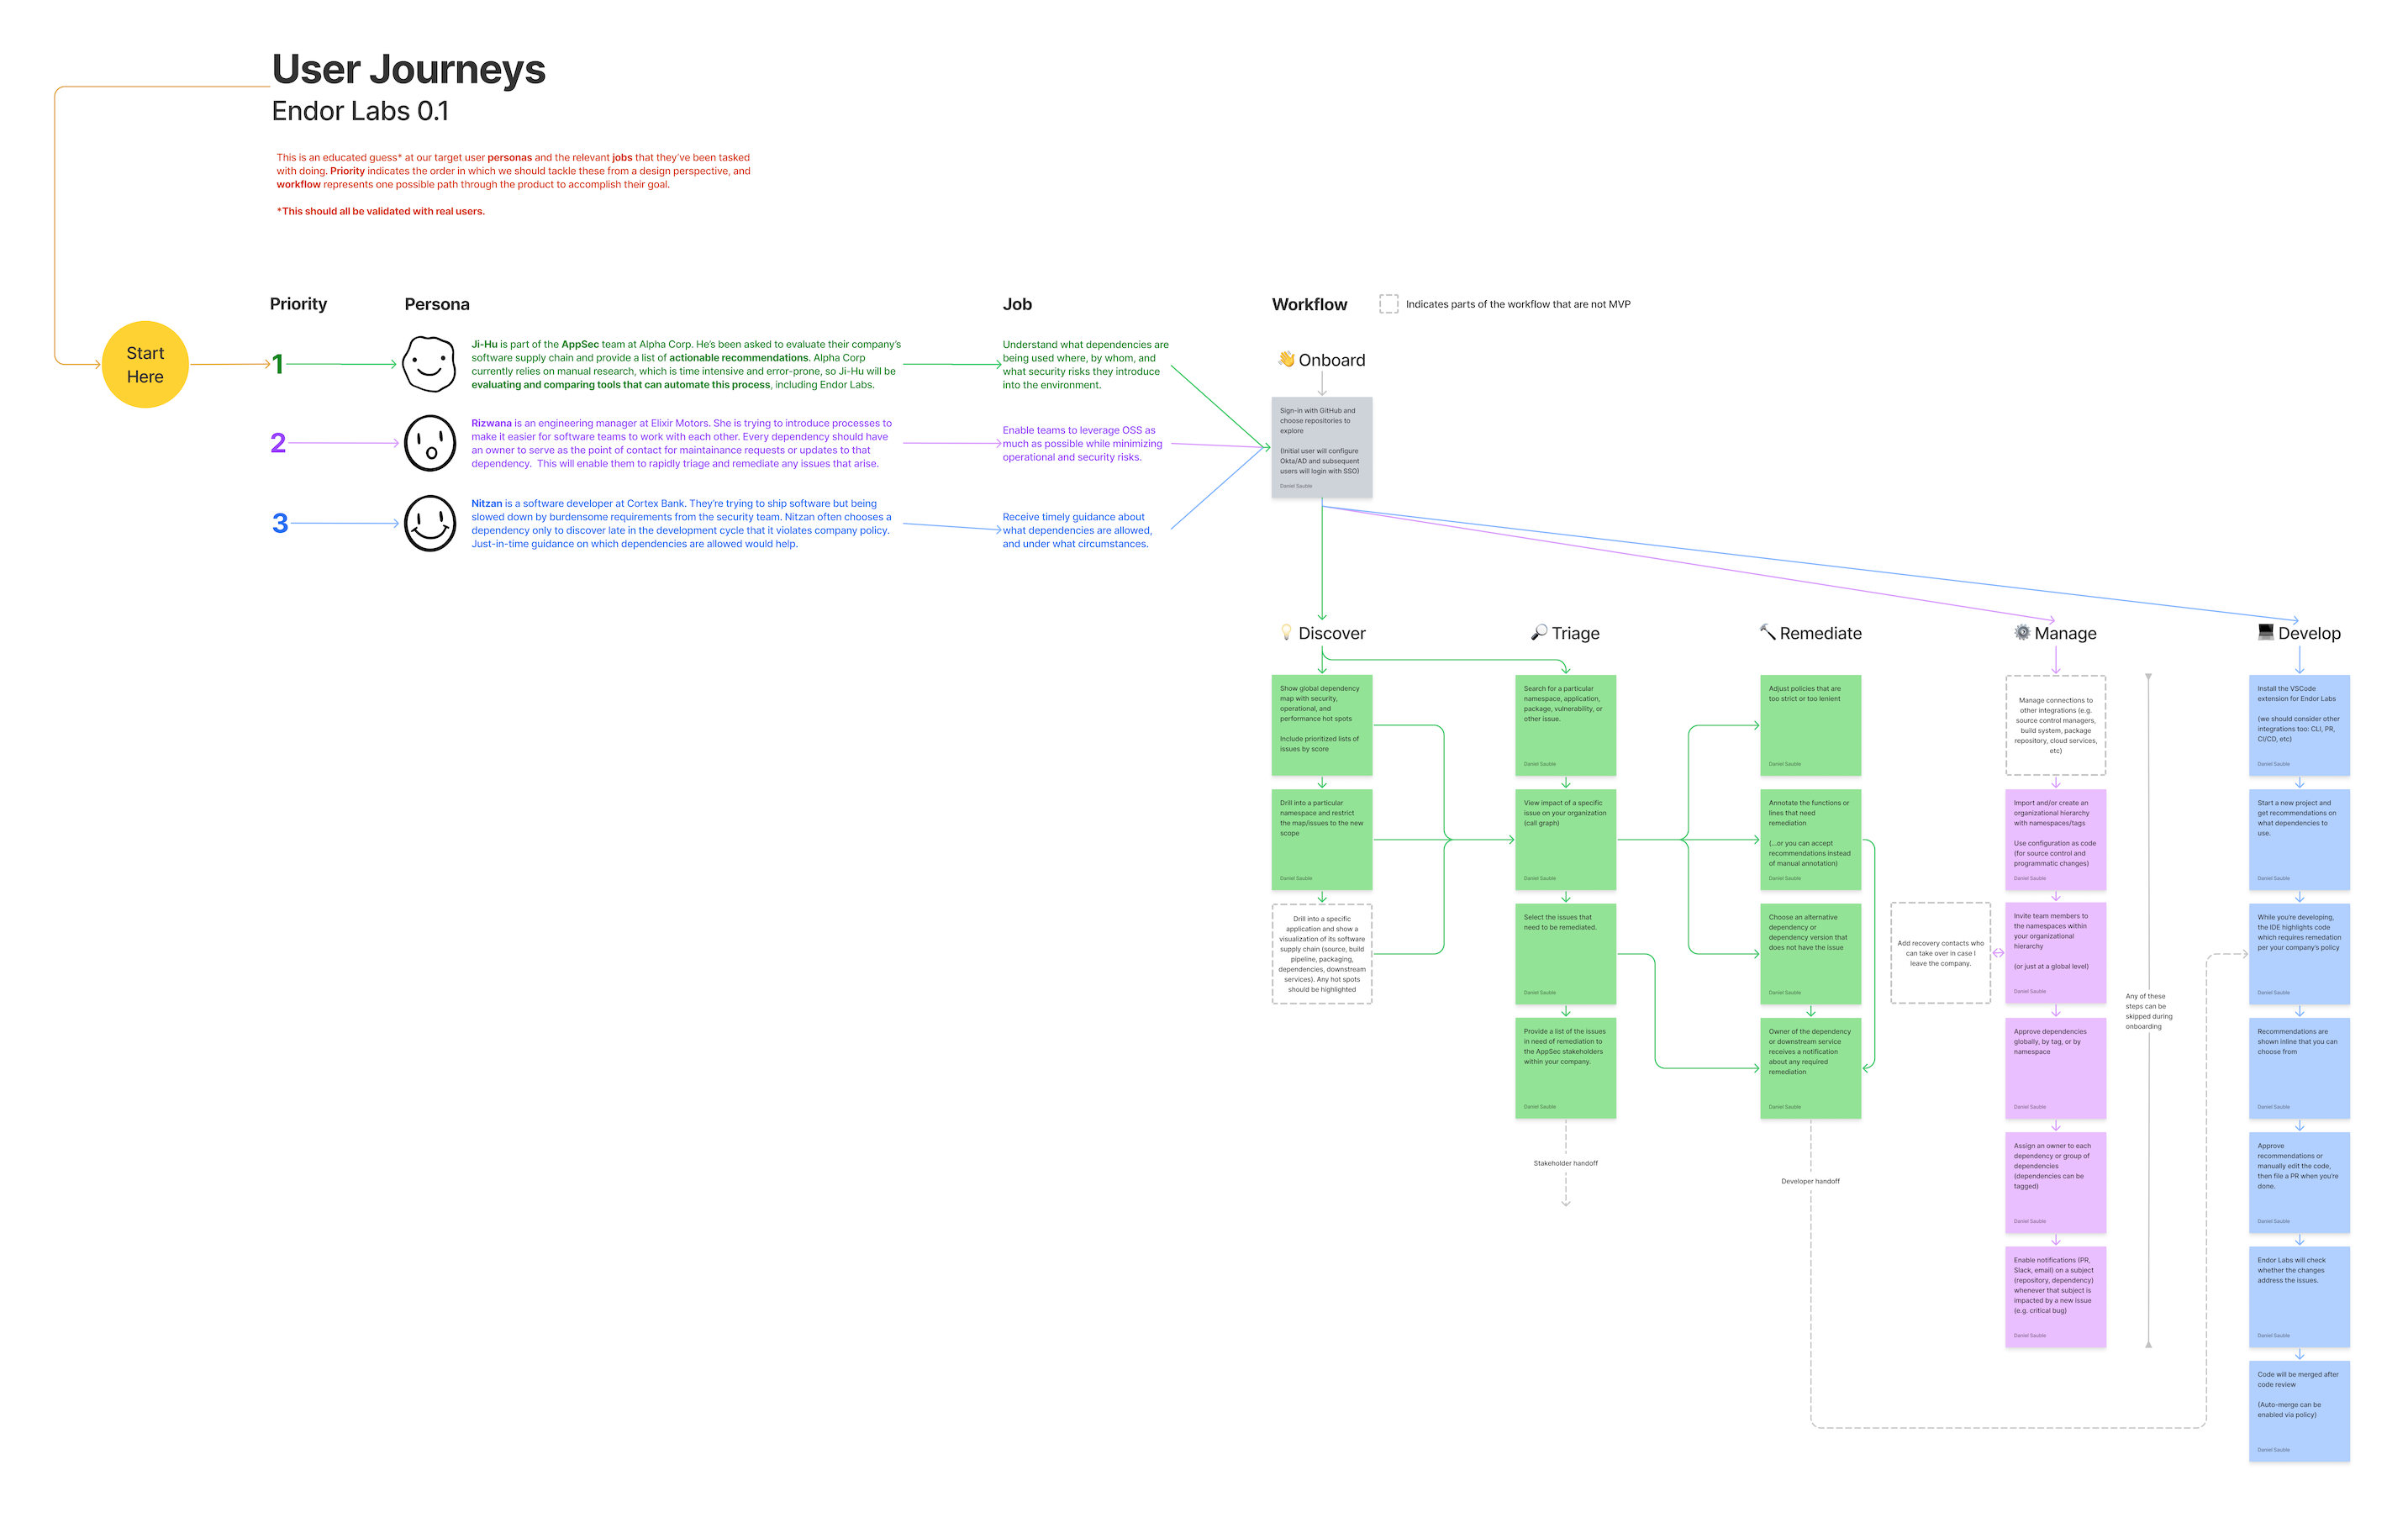 User Journeys
Endor Labs 0.1
This is an educated guess* at our target user personas and the relevant jobs that they've been tasked
with doing. Priority indicates the order in which we should tackle these from a design perspective, and
workflow represents one possible path through the product to accomplish their goal.
*This should all be validated with real users.
Start
Here
Priority
Persona
Job
Workflow
Indicates parts of the workflow that are not MVP
1
Ji-Hu is part of the AppSec team at Alpha Corp. He's been asked to evaluate their company's
software supply chain and provide a list of actionable recommendations. Alpha Corp
currently relies on manual research, which is time intensive and error-prone, so Ji-Hu will be
evaluating and comparing tools that can automate this process, including Endor Labs.
Understand what dependencies are
being used where, by whom, and
what security risks they introduce
into the environment.
2
Rizwana is an engineering manager at Elixir Motors. She is trying to introduce processes to
make it easier for software teams to work with each other. Every dependency should have
an owner to serve as the point of contact for maintainance requests or updates to that
dependency.  This will enable them to rapidly triage and remediate any issues that arise.
Enable teams to leverage OSS as
much as possible while minimizing
operational and security risks.
3
Nitzan is a software developer at Cortex Bank. They're trying to ship software but being
slowed down by burdensome requirements from the security team. Nitzan often chooses a
dependency only to discover late in the development cycle that it violates company policy.
Just-in-time guidance on which dependencies are allowed would help.
Receive timely guidance about
what dependencies are allowed,
and under what circumstances.
👋 Onboard
Sign-in with GitHub and
choose repositories to
explore
(Initial user will configure
Okta/AD and subsequent
users will login with SSO)
Daniel Sauble
💡 Discover
Show global dependency
map with security,
operational, and
performance hot spots
Include prioritized lists of
issues by score
Drill into a particular
namespace and restrict
the map/issues to the new
scope
Daniel Sauble
Drill into a specific
application and show a
visualization of its software
supply chain (source, build
pipeline, packaging,
dependencies, downstream
services). Any hot spots
should be highlighted
🔎 Triage
Search for a particular
namespace, application,
package, vulnerability, or
other issue.
Daniel Sauble
View impact of a specific
issue on your organization
(call graph)
Daniel Sauble
Select the issues that
need to be remediated.
Daniel Sauble
Provide a list of the issues
in need of remediation to
the AppSec stakeholders
within your company.
Daniel Sauble
Stakeholder handoff
🔨 Remediate
Adjust policies that are
too strict or too lenient
Daniel Sauble
Annotate the functions or
lines that need
remediation
(...or you can accept
recommendations instead
of manual annotation)
Daniel Sauble
Choose an alternative
dependency or
dependency version that
does not have the issue
Daniel Sauble
Owner of the dependency
or downstream service
receives a notification
about any required
remediation
Daniel Sauble
Developer handoff
⚙️ Manage
Manage connections to
other integrations (e.g.
source control managers,
build system, package
repository, cloud services,
etc)
Import and/or create an
organizational hierarchy
with namespaces/tags
Use configuration as code
(for source control and
programmatic changes)
Daniel Sauble
Add recovery contacts who
can take over in case I
leave the company.
Invite team members to
the namespaces within
your organizational
hierarchy
(or just at a global level)
Daniel Sauble
Approve dependencies
globally, by tag, or by
namespace
Daniel Sauble
Assign an owner to each
dependency or group of
dependencies
(dependencies can be
tagged)
Daniel Sauble
Enable notifications (PR,
Slack, email) on a subject
(repository, dependency)
whenever that subject is
impacted by a new issue
(e.g. critical bug)
Daniel Sauble
Any of these
steps can be
skipped during
onboarding
💻 Develop
Install the VSCode
extension for Endor Labs
(we should consider other
integrations too: CLI, PR,
CI/CD, etc)
Daniel Sauble
Start a new project and
get recommendations on
what dependencies to
use.
Daniel Sauble
While you're developing,
the IDE highlights code
which requires remedation
per your company's policy
Daniel Sauble
Recommendations are
shown inline that you can
choose from
Daniel Sauble
Approve
recommendations or
manually edit the code,
then file a PR when you're
done.
Daniel Sauble
Endor Labs will check
whether the changes
address the issues.
Daniel Sauble
Code will be merged after
code review
(Auto-merge can be
enabled via policy)
Daniel Sauble